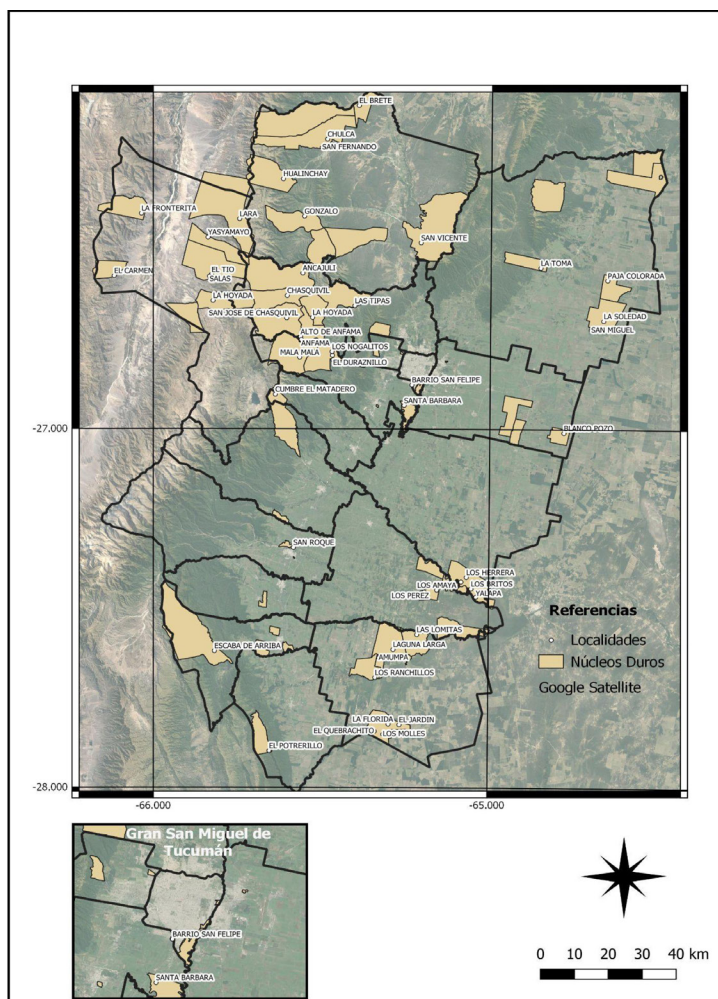 EL BRETE
CHULCA
SAN FERNANDO
HUALINCHAY
LA FRONTERITA
LARA
GONZALO
YASYAMAYO
SAN VICENTE
EL CARMEN
EL TIO
SALAS
ANCAJULI
LA TOMA
PAJA COLORADA
LA HOYADA
CHASQUIVIL
LAS TIPAS
SAN JOSE DE CHASQUIVIL
LA HOYADA
LA SOLEDAD
SAN MIGUEL
ALTO DE ANFAMA
ANFAMA
LOS NOGALITOS
MALA MALA
EL DURAZNILLO
BARRIO SAN FELIPE
CUMBRE EL MATADERO
SANTA BARBARA
-27.000
BLANCO POZO
SAN ROQUE
LOS HERRERA
LOS AMAYA
LOS BRITOS
LOS PEREZ
YALAPA
Referencias
LAS LOMITAS
Localidades
ESCABA DE ARRIBA
LAGUNA LARGA
AMUMPA
Núcleos Duros
LOS RANCHILLOS
Google Satellite
LA FLORIDA
EL JARDIN
EL QUEBRACHITO
LOS MOLLES
EL POTRERILLO
-28.000
-66.000
-65.000
Gran San Miguel de
Tucumán
BARRIO SAN FELIPE
SANTA BARBARA
0 10 20 30 40 km